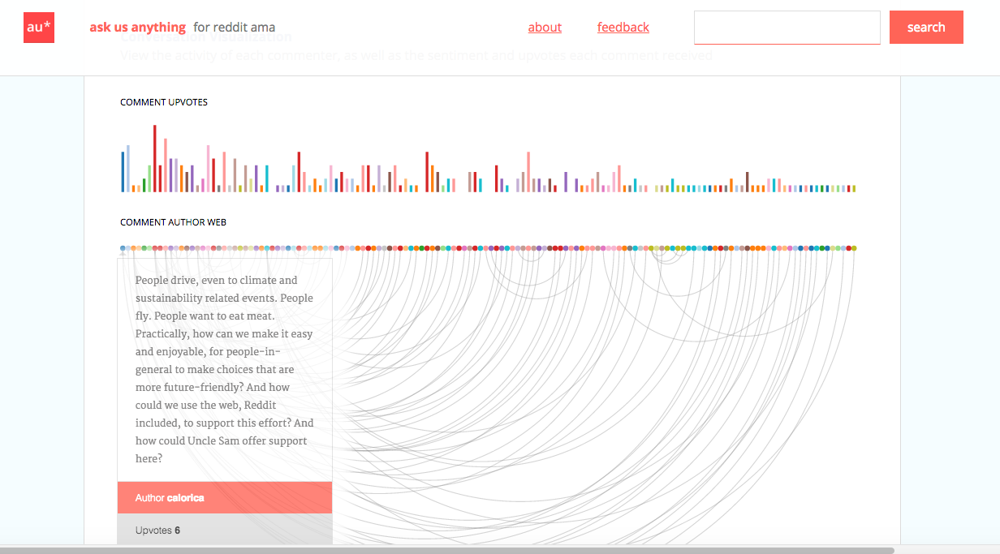 au*
ask us anything for reddit ama
about
feedback
search
Conversation Visualization
View the activity of each commenter, as well as the sentiment and upvotes each comment received
COMMENT UPVOTES
COMMENT AUTHOR WEB
People drive, even to climate and
sustainability related events. People
fly. People want to eat meat.
Practically, how can we make it easy
and enjoyable, for people-in-
general to make choices that are
more future-friendly? And how
could we use the web, Reddit
included, to support this effort? And
how could Uncle Sam offer support
here?
Author calorica
Upvotes 6